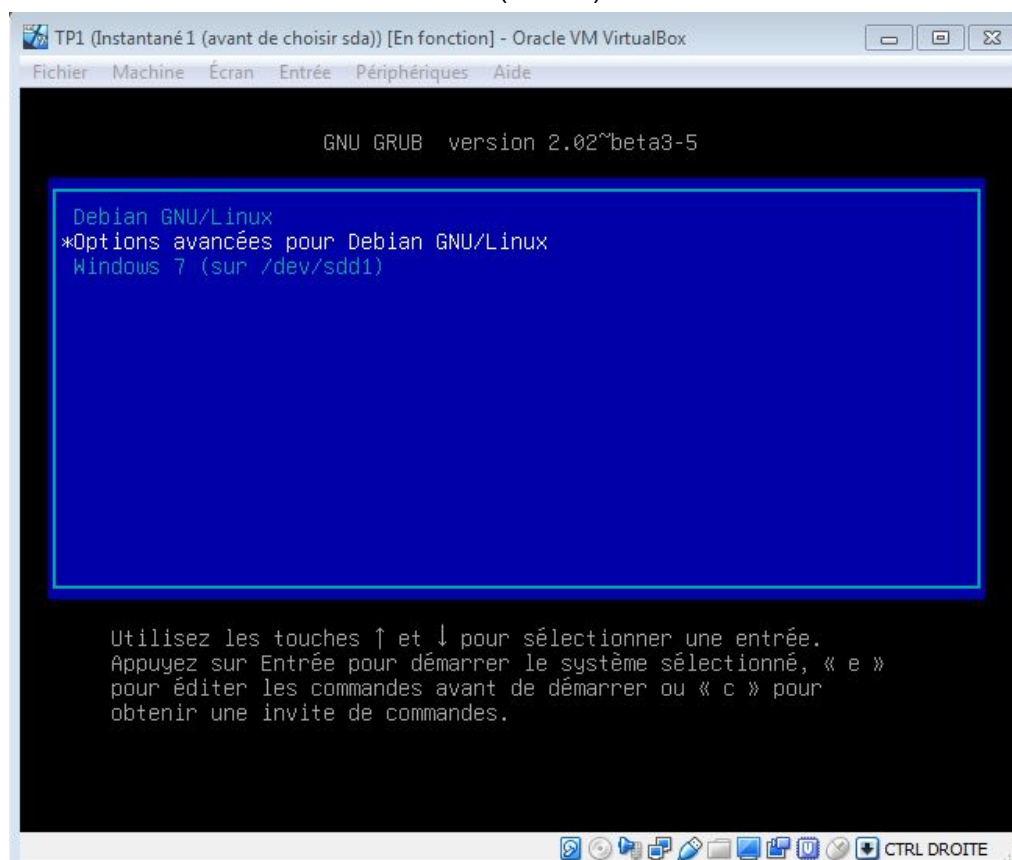 TP1 (Instantané 1 (avant de choisir sda)) [En fonction] - Oracle VM VirtualBox
Fichier Machine Écran Entrée Périphériques Aide
GNU GRUB version 2.02~beta3-5
Debian GNU/Linux
*Options avancées pour Debian GNU/Linux
Windows 7 (sur /dev/sdd1)
Utilisez les touches ↑ et ↓ pour sélectionner une entrée.
Appuyez sur Entrée pour démarrer le système sélectionné, « e »
pour éditer les commandes avant de démarrer ou « c » pour
obtenir une invite de commandes.
CTRL DROITE